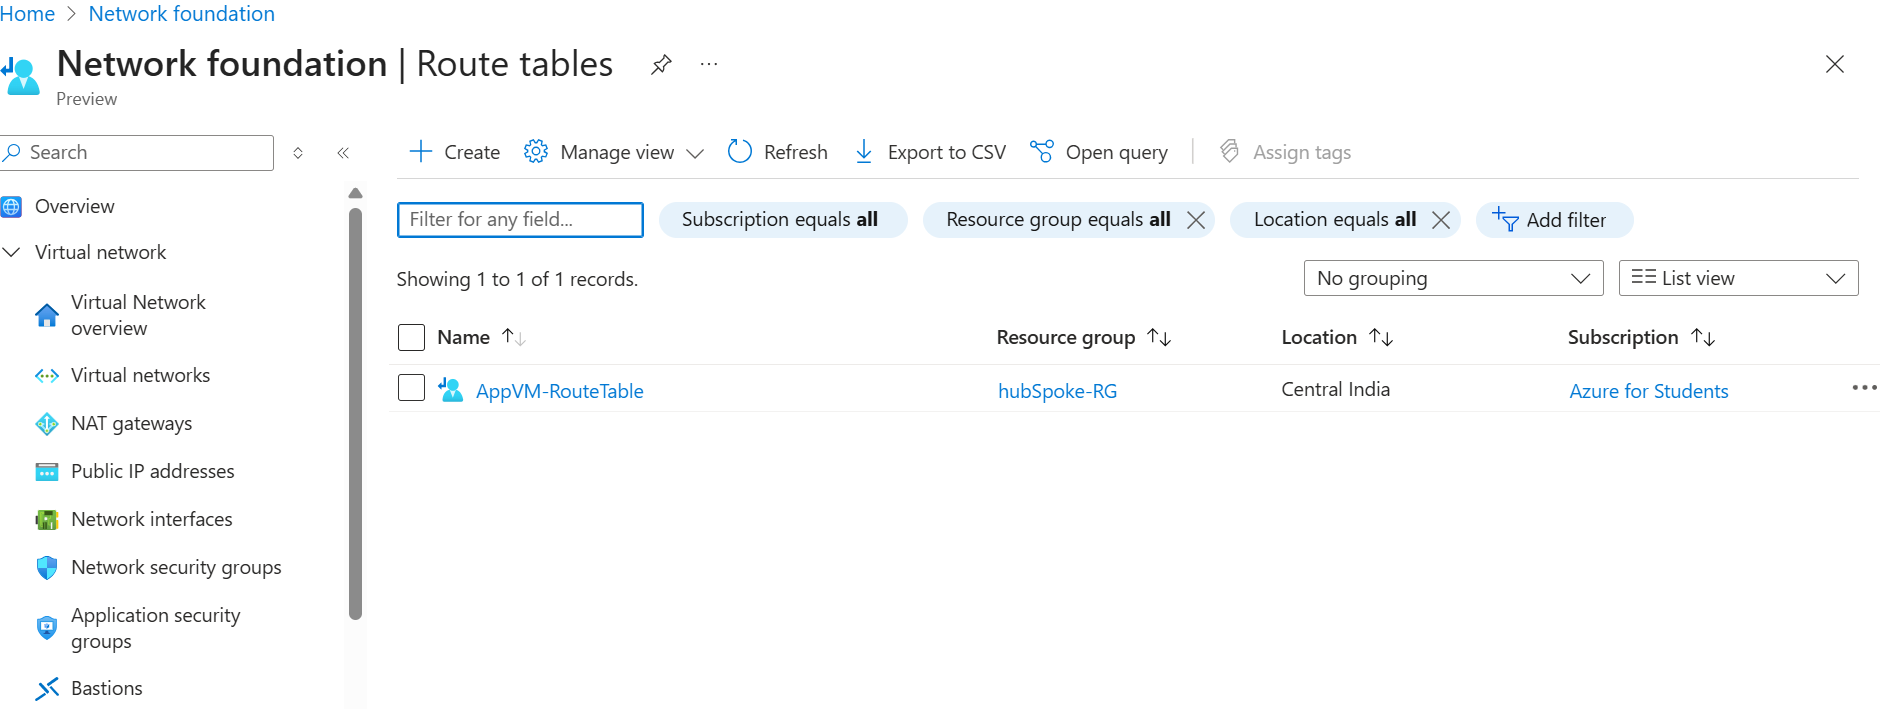 Home > Network foundation
Network foundation | Route tables
Preview
Search
Overview
Virtual network
Virtual Network
overview
Virtual networks
NAT gateways
Public IP addresses
Network interfaces
Network security groups
Application security
groups
Bastions
Create Manage view Refresh Export to CSV Open query Assign tags
Filter for any field... Subscription equals all Resource group equals all Location equals all Add filter
Showing 1 to 1 of 1 records. No grouping List view
Name Resource group Location Subscription
AppVM-RouteTable hubSpoke-RG Central India Azure for Students